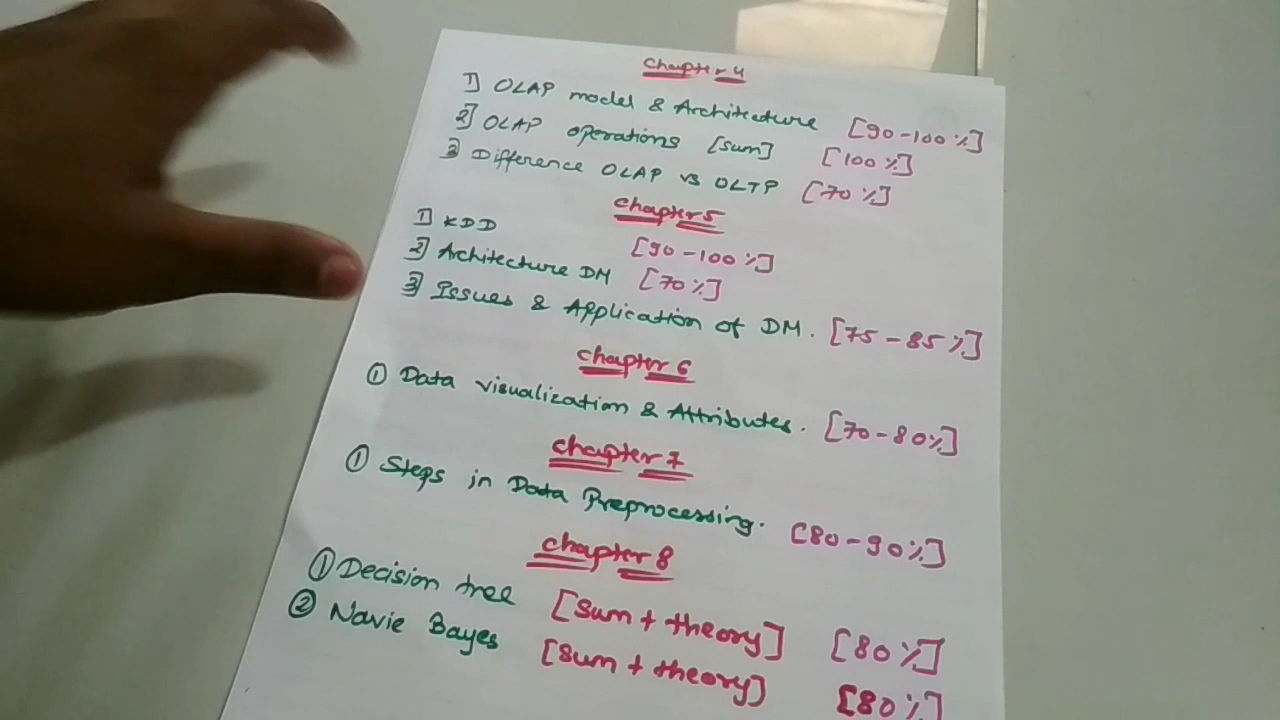 Chapter 4
1] OLAP model & Architecture [90-100%]
2] OLAP operations [sum] [100%]
3] Difference OLAP vs OLTP [70%]
Chapter 5
1] KDD [90-100%]
2] Architecture DM [70%]
3] Issues & Application of DM. [75-85%]
Chapter 6
① Data visualization & Attributes. [70-80%]
Chapter 7
① Steps in Data Preprocessing. [80-90%]
Chapter 8
① Decision tree [sum + theory] [80%]
② Navie Bayes [sum + theory] [80%]